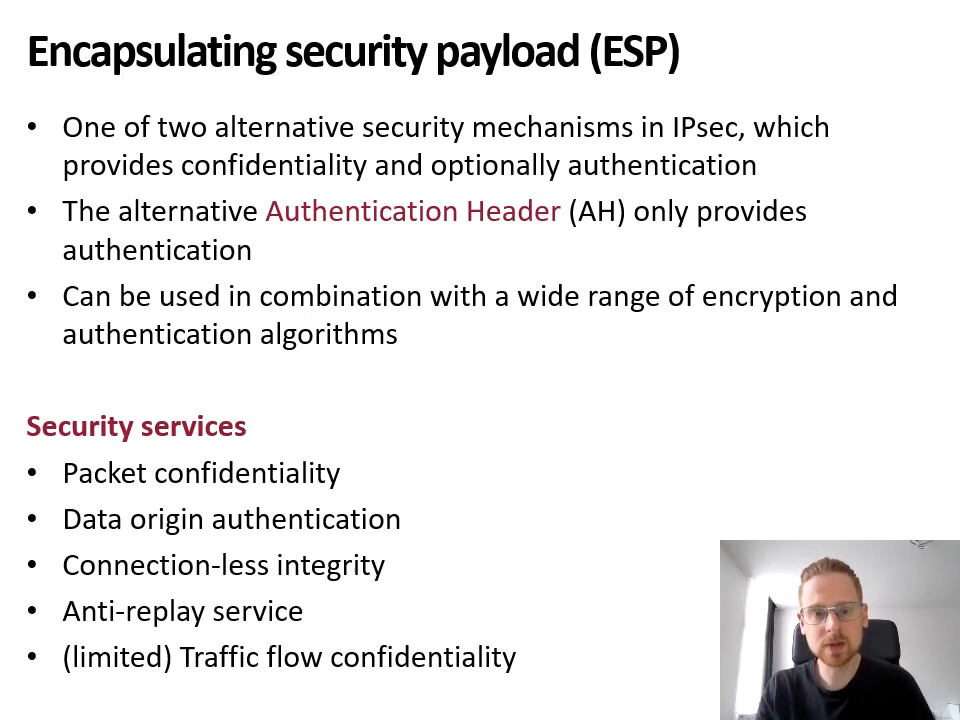 Encapsulating security payload (ESP)
• One of two alternative security mechanisms in IPsec, which
provides confidentiality and optionally authentication
• The alternative Authentication Header (AH) only provides
authentication
• Can be used in combination with a wide range of encryption and
authentication algorithms
Security services
• Packet confidentiality
• Data origin authentication
• Connection-less integrity
• Anti-replay service
• (limited) Traffic flow confidentiality